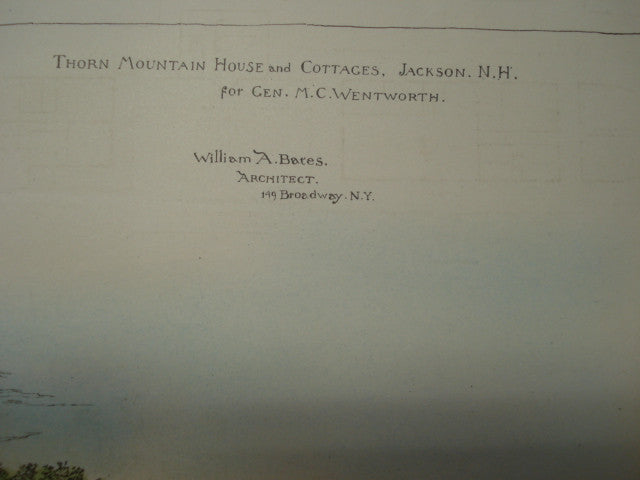 THORN MOUNTAIN HOUSE and COTTAGES, JACKSON. N.H.
for GEN. M.C. WENTWORTH.
William A. Bates.
ARCHITECT.
149 Broadway. N.Y.